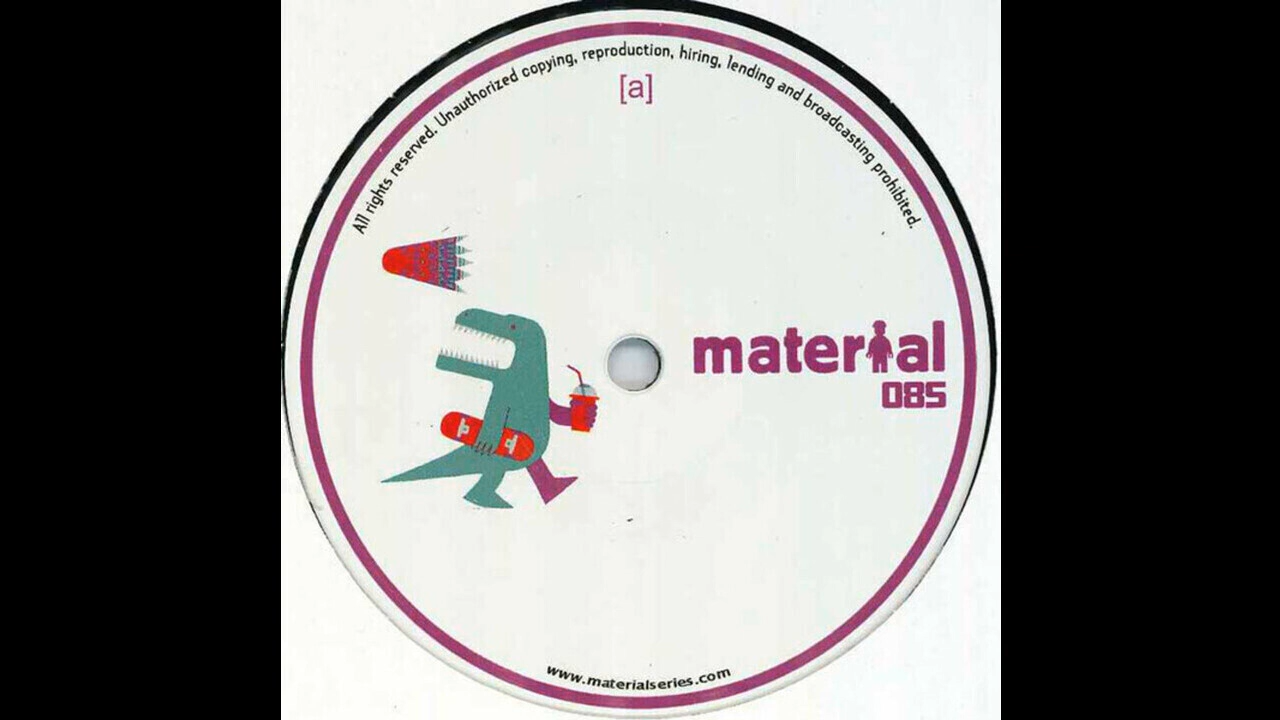 All rights reserved. Unauthorized copying, reproduction, hiring, lending and broadcasting prohibited.
[a]
material
085
www.materialseries.com